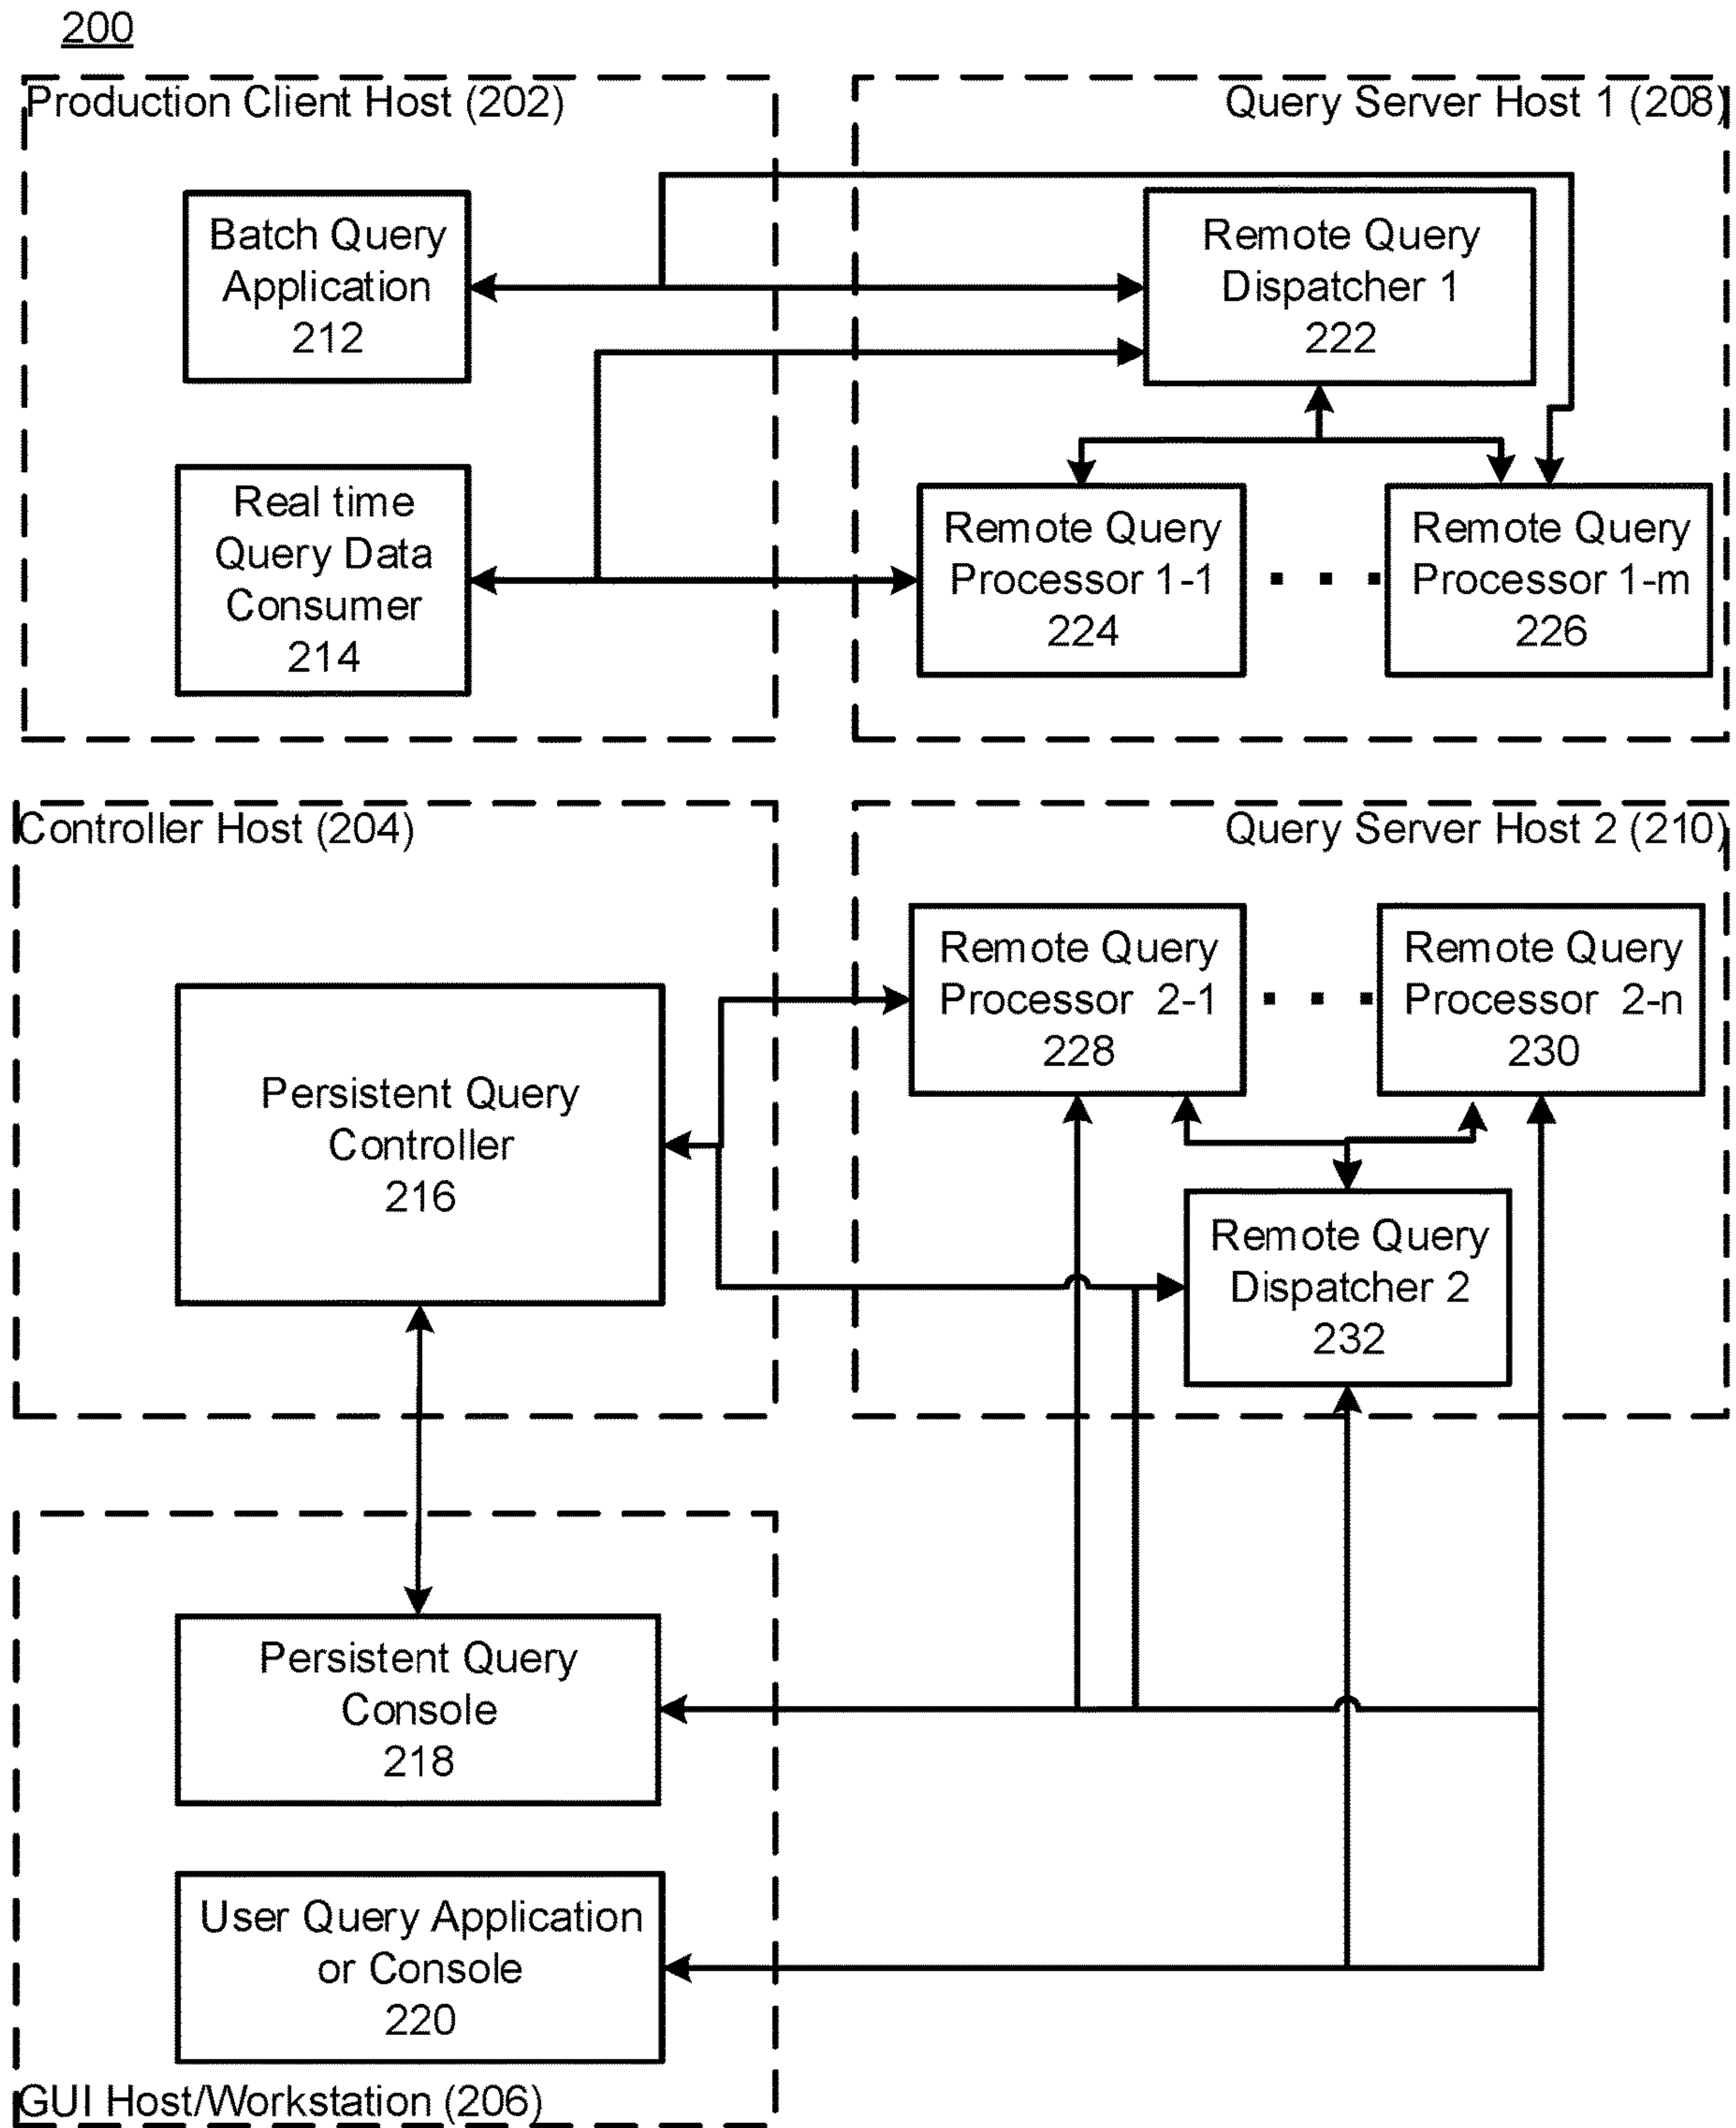 200
Production Client Host (202)
Query Server Host 1 (208)
Batch Query
Application
212
Remote Query
Dispatcher 1
222
Real time
Query Data
Consumer
214
Remote Query
Processor 1-1
224
Remote Query
Processor 1-m
226
Controller Host (204)
Query Server Host 2 (210)
Persistent Query
Controller
216
Remote Query
Processor 2-1
228
Remote Query
Processor 2-n
230
Remote Query
Dispatcher 2
232
Persistent Query
Console
218
User Query Application
or Console
220
GUI Host/Workstation (206)